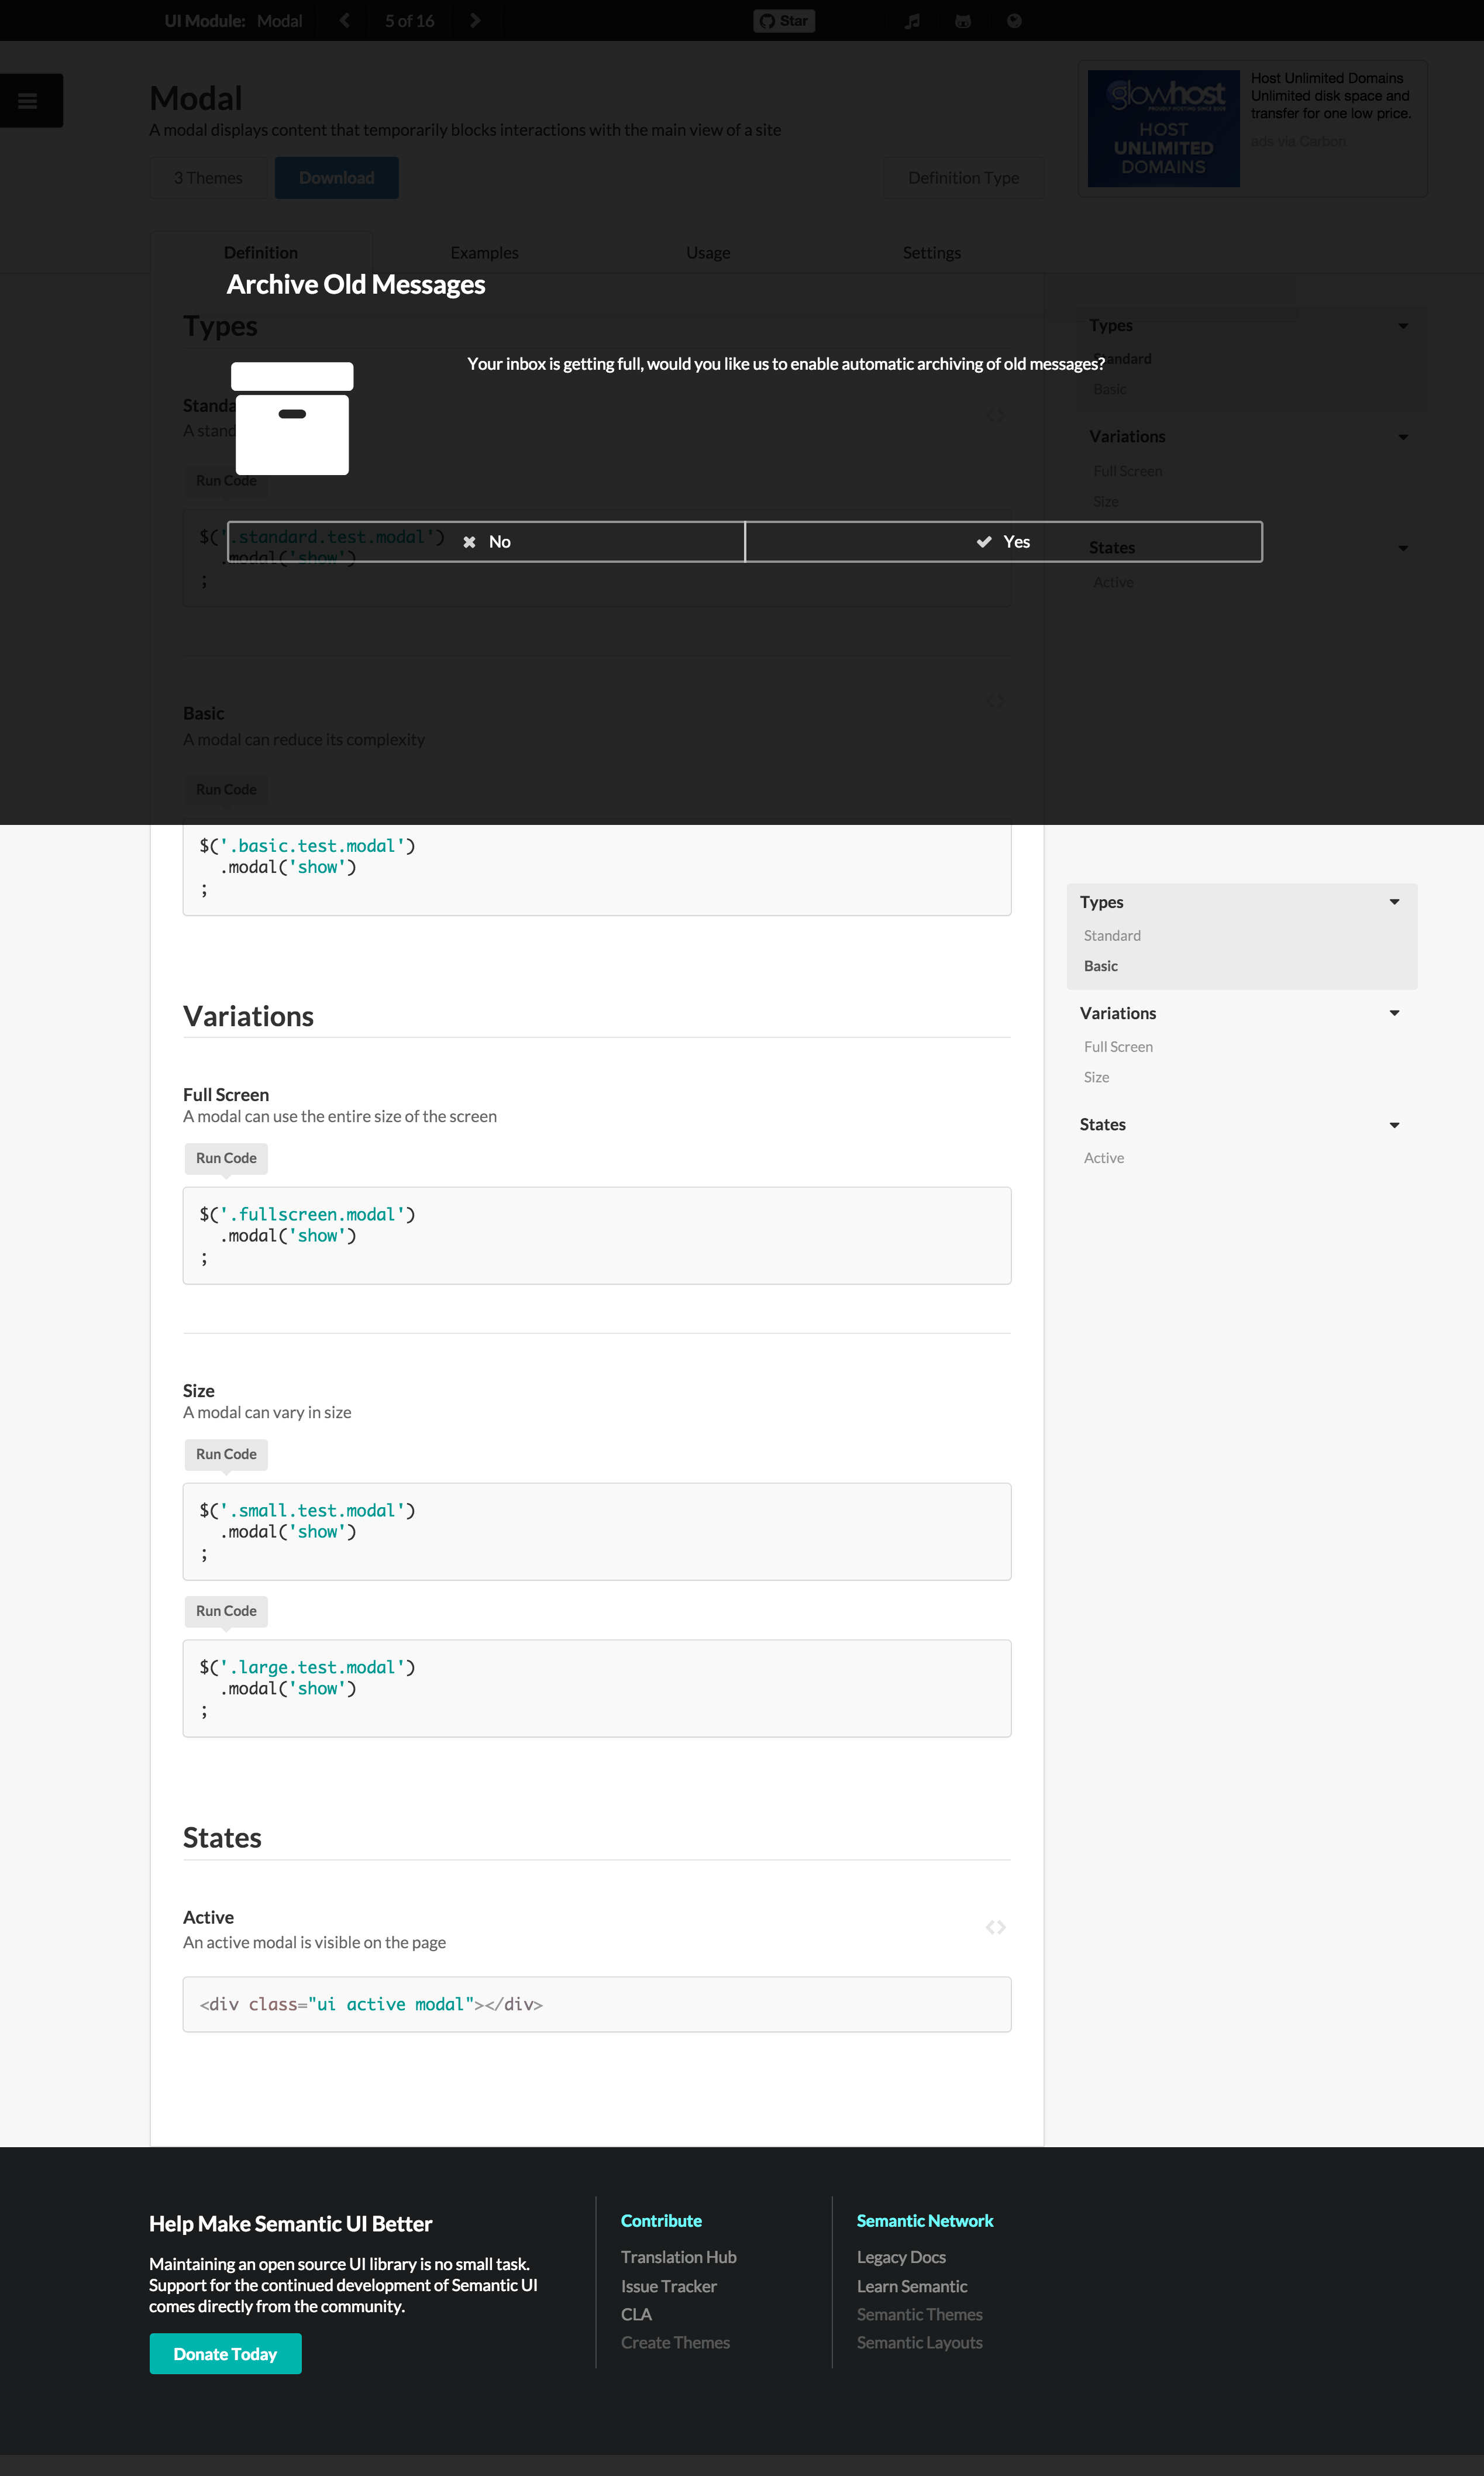 UI Module: Modal 5 of 16 Star
Modal
A modal displays content that temporarily blocks interactions with the main view of a site
3 Themes Download Definition Type
glowhost
HOST
UNLIMITED
DOMAINS
Host Unlimited Domains
Unlimited disk space and
transfer for one low price.
ads via Carbon
Definition Examples Usage Settings
Archive Old Messages
Types
Your inbox is getting full, would you like us to enable automatic archiving of old messages?
Standa
A stand
Run Code
$('.standard.test.modal')
.modal('show')
;
No Yes
Types
Standard
Basic
Variations
Full Screen
Size
States
Active
Basic
A modal can reduce its complexity
Run Code
$('.basic.test.modal')
.modal('show')
;
Types
Standard
Basic
Variations
Full Screen
Size
States
Active
Variations
Full Screen
A modal can use the entire size of the screen
Run Code
$('.fullscreen.modal')
.modal('show')
;
Size
A modal can vary in size
Run Code
$('.small.test.modal')
.modal('show')
;
Run Code
$('.large.test.modal')
.modal('show')
;
States
Active
An active modal is visible on the page
<div class="ui active modal"></div>
Help Make Semantic UI Better
Maintaining an open source UI library is no small task.
Support for the continued development of Semantic UI
comes directly from the community.
Donate Today
Contribute
Translation Hub
Issue Tracker
CLA
Create Themes
Semantic Network
Legacy Docs
Learn Semantic
Semantic Themes
Semantic Layouts